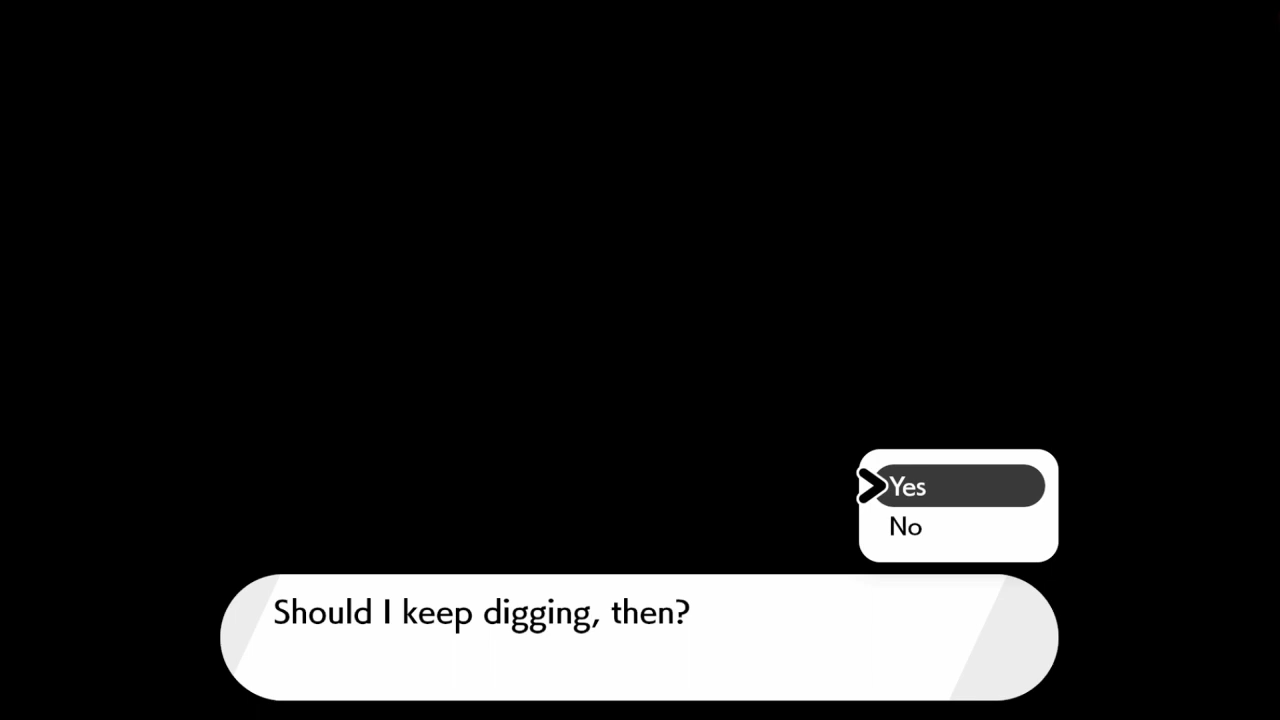 Yes
No
Should I keep digging, then?